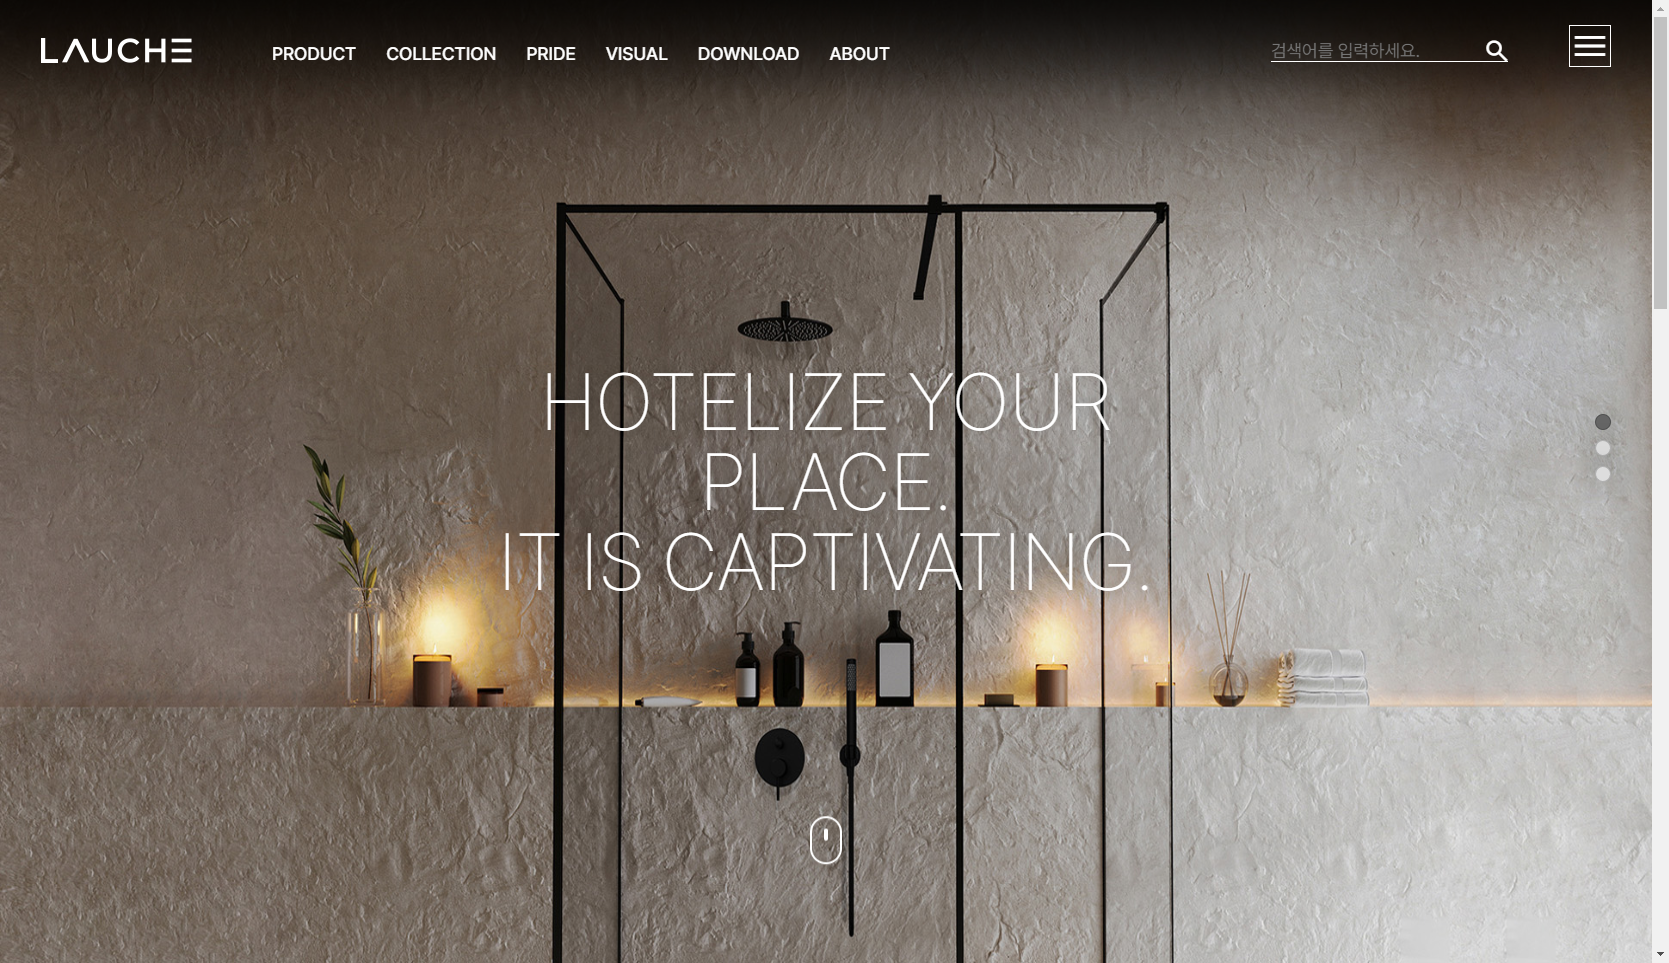 LAUCHE
PRODUCT COLLECTION PRIDE VISUAL DOWNLOAD ABOUT
검색어를 입력하세요.
HOTELIZE YOUR
PLACE.
IT IS CAPTIVATING.